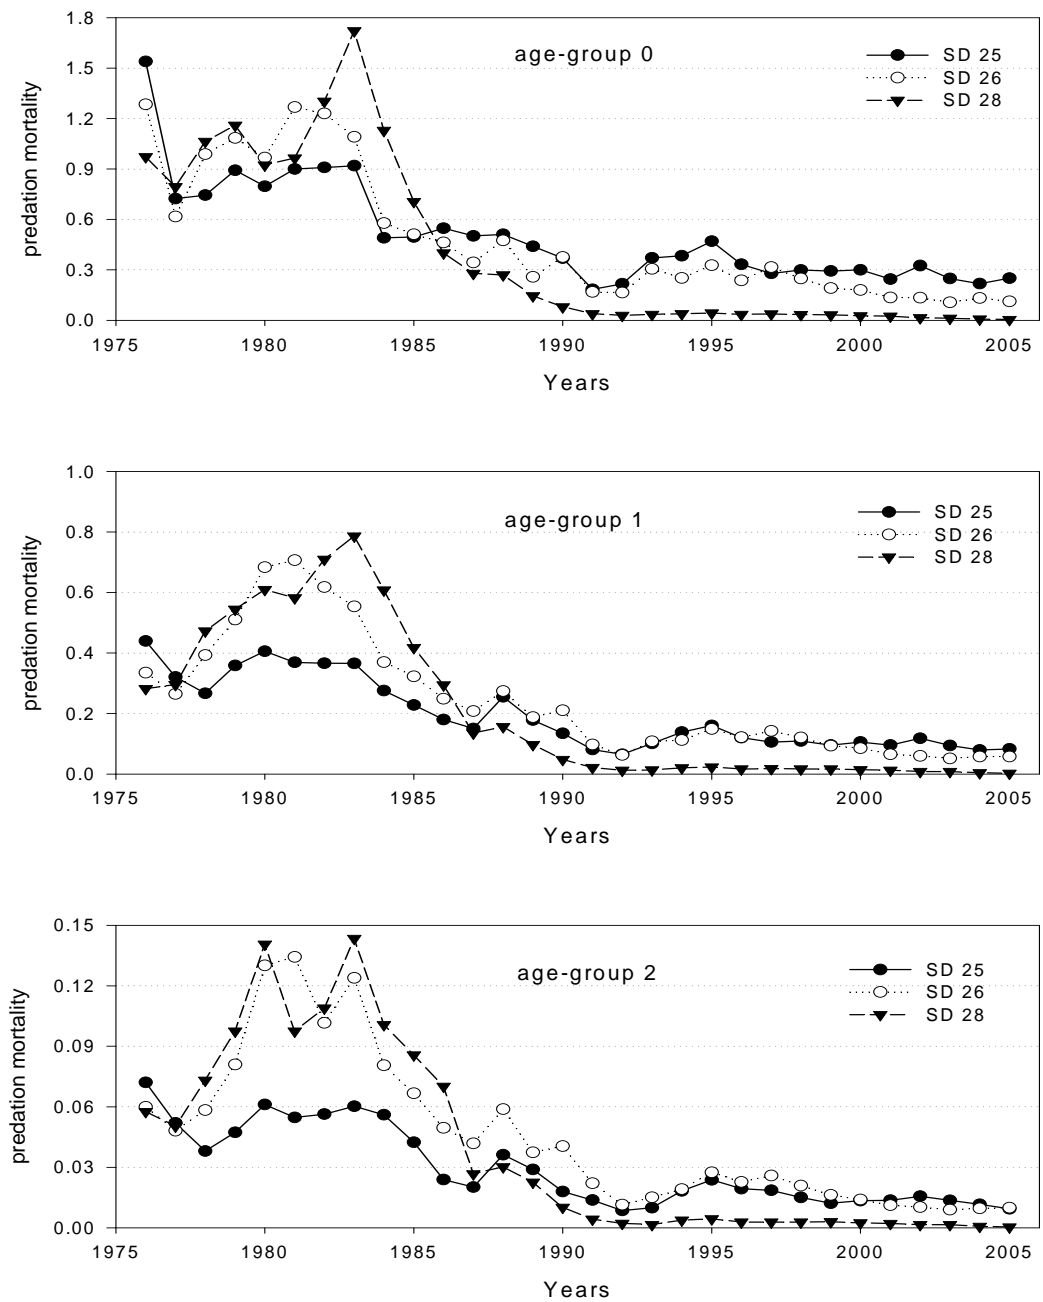 1.8
1.5
1.2
0.9
0.6
0.3
0.0
predation mortality
age-group 0
SD 25
SD 26
SD 28
1975 1980 1985 1990 1995 2000 2005
Years
1.0
0.8
0.6
0.4
0.2
0.0
predation mortality
age-group 1
SD 25
SD 26
SD 28
1975 1980 1985 1990 1995 2000 2005
Years
0.15
0.12
0.09
0.06
0.03
0.00
predation mortality
age-group 2
SD 25
SD 26
SD 28
1975 1980 1985 1990 1995 2000 2005
Years